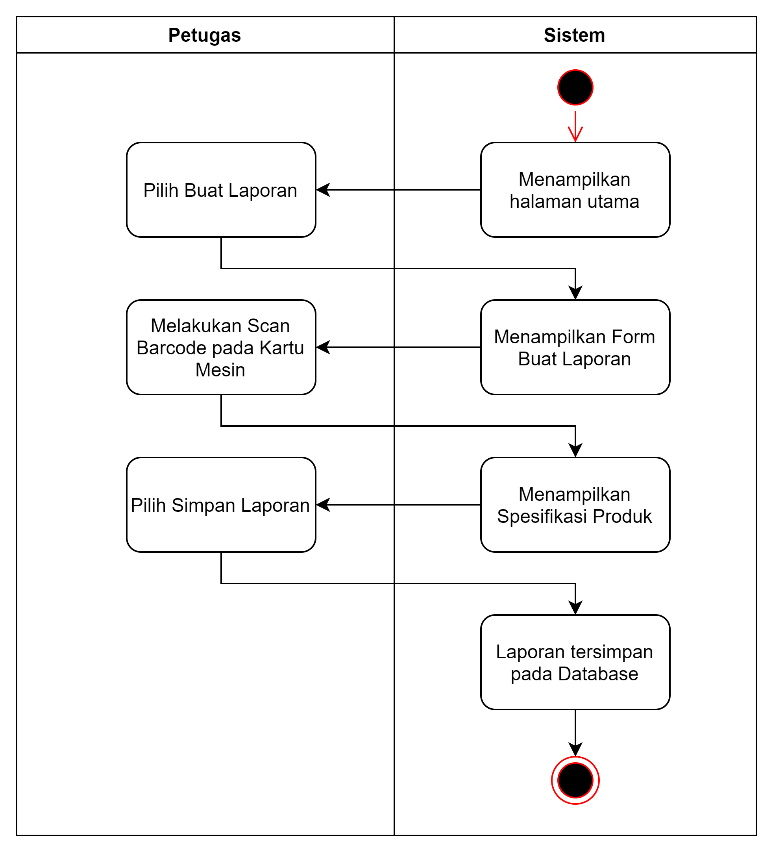 Petugas
Sistem
Menampilkan
halaman utama
Pilih Buat Laporan
Menampilkan Form
Buat Laporan
Melakukan Scan
Barcode pada Kartu
Mesin
Menampilkan
Spesifikasi Produk
Pilih Simpan Laporan
Laporan tersimpan
pada Database